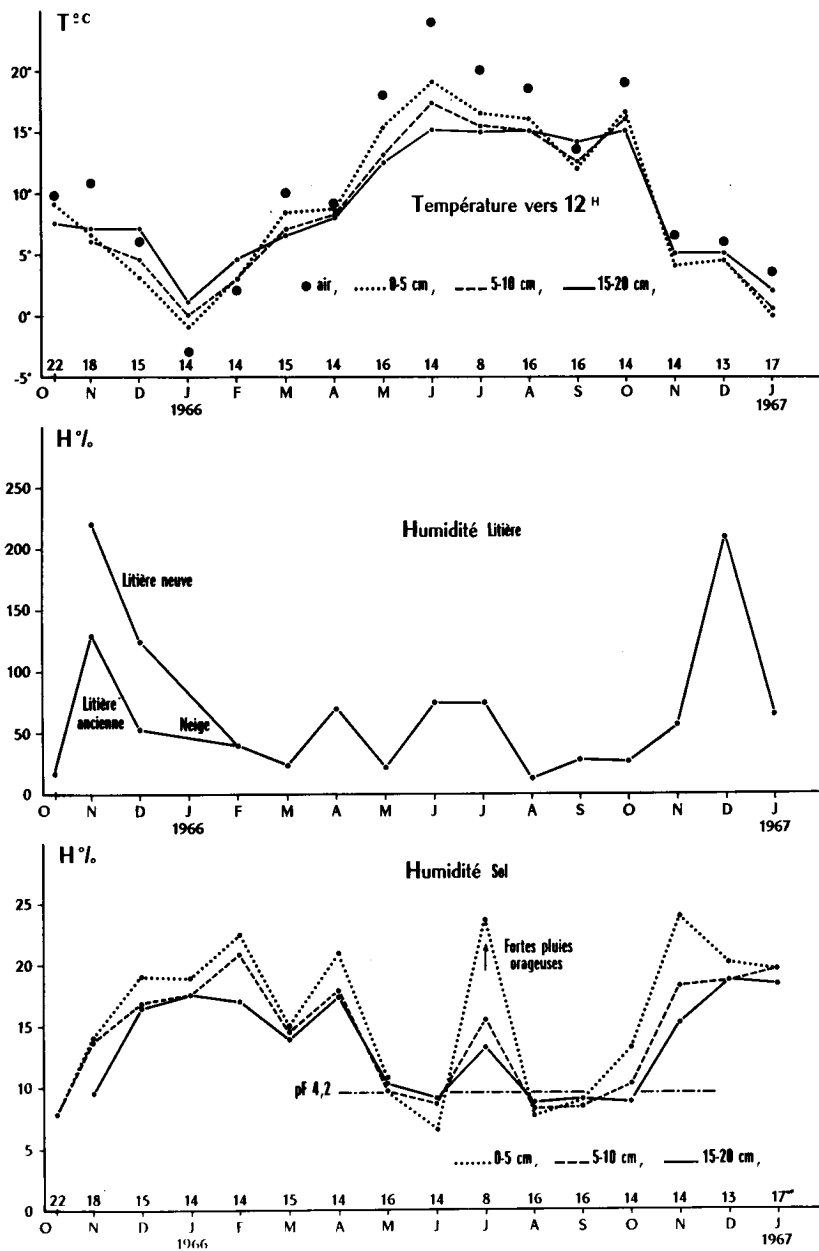 T°C
20°
15°
10°
5°
0°
-5°
Température vers 12 H
air, 0-5 cm, 5-10 cm, 15-20 cm,
22 18 15 14 14 15 14 16 14 8 16 16 14 14 13 17
O N D J F M A M J J A S O N D J
1966 1967
H%
250
200
150
100
50
0
Humidité Litière
Litière neuve
Litière ancienne
Neige
O N D J F M A M J J A S O N D J
1966 1967
H%
25
20
15
10
5
0
Humidité Sol
Fortes pluies
orageuses
pF 4,2
0-5 cm, 5-10 cm, 15-20 cm,
22 18 15 14 14 15 14 16 14 8 16 16 14 14 13 17
O N D J F M A M J J A S O N D J
1966 1967